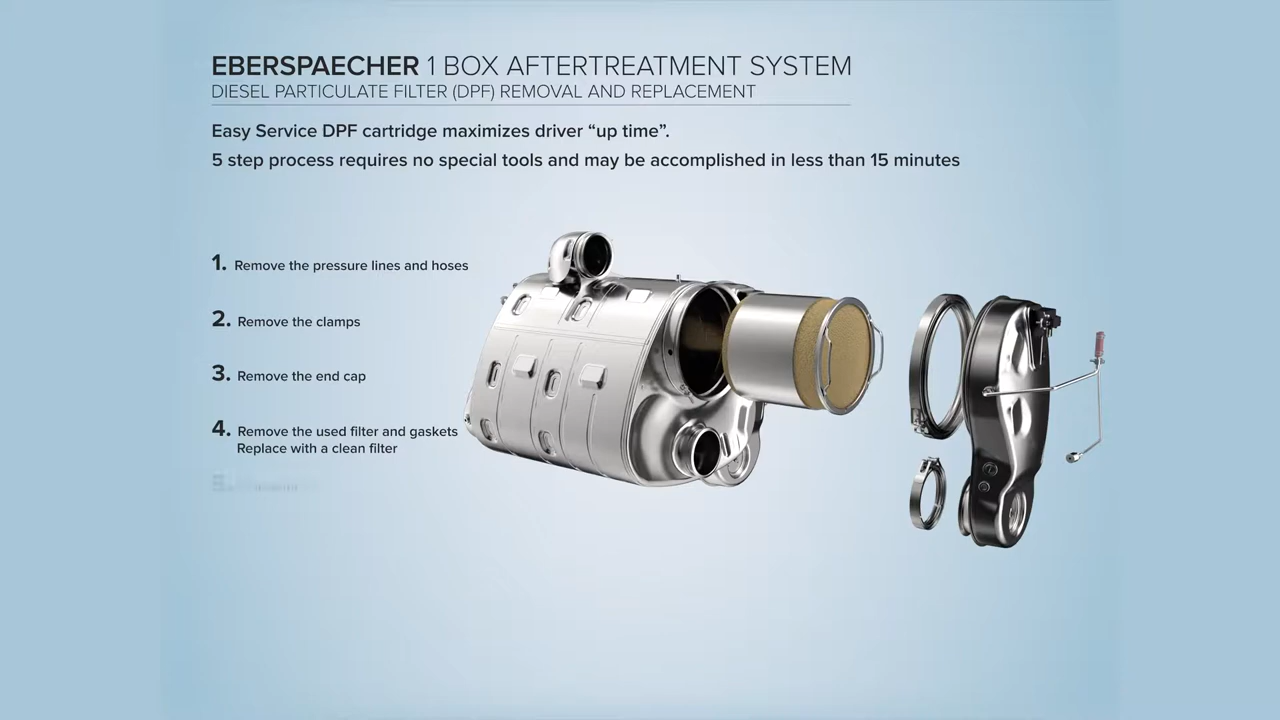 EBERSPAECHER 1 BOX AFTERTREATMENT SYSTEM
DIESEL PARTICULATE FILTER (DPF) REMOVAL AND REPLACEMENT
Easy Service DPF cartridge maximizes driver “up time”.
5 step process requires no special tools and may be accomplished in less than 15 minutes
1. Remove the pressure lines and hoses
2. Remove the clamps
3. Remove the end cap
4. Remove the used filter and gaskets
Replace with a clean filter